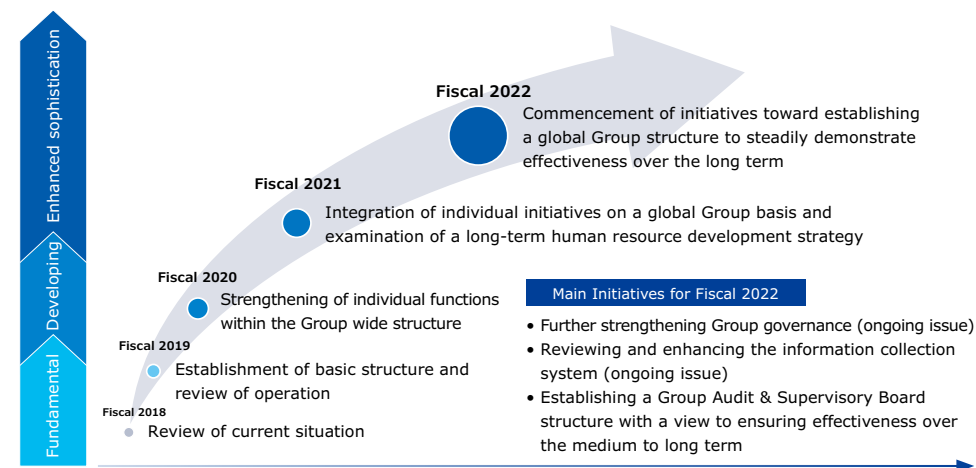 Enhanced sophistication
Developing
Fundamental
Fiscal 2022
Commencement of initiatives toward establishing
a global Group structure to steadily demonstrate
effectiveness over the long term
Fiscal 2021
Integration of individual initiatives on a global Group basis and
examination of a long-term human resource development strategy
Fiscal 2020
Strengthening of individual functions
within the Group wide structure
Fiscal 2019
Establishment of basic structure and
review of operation
Fiscal 2018
Review of current situation
Main Initiatives for Fiscal 2022
• Further strengthening Group governance (ongoing issue)
• Reviewing and enhancing the information collection
system (ongoing issue)
• Establishing a Group Audit & Supervisory Board
structure with a view to ensuring effectiveness over
the medium to long term